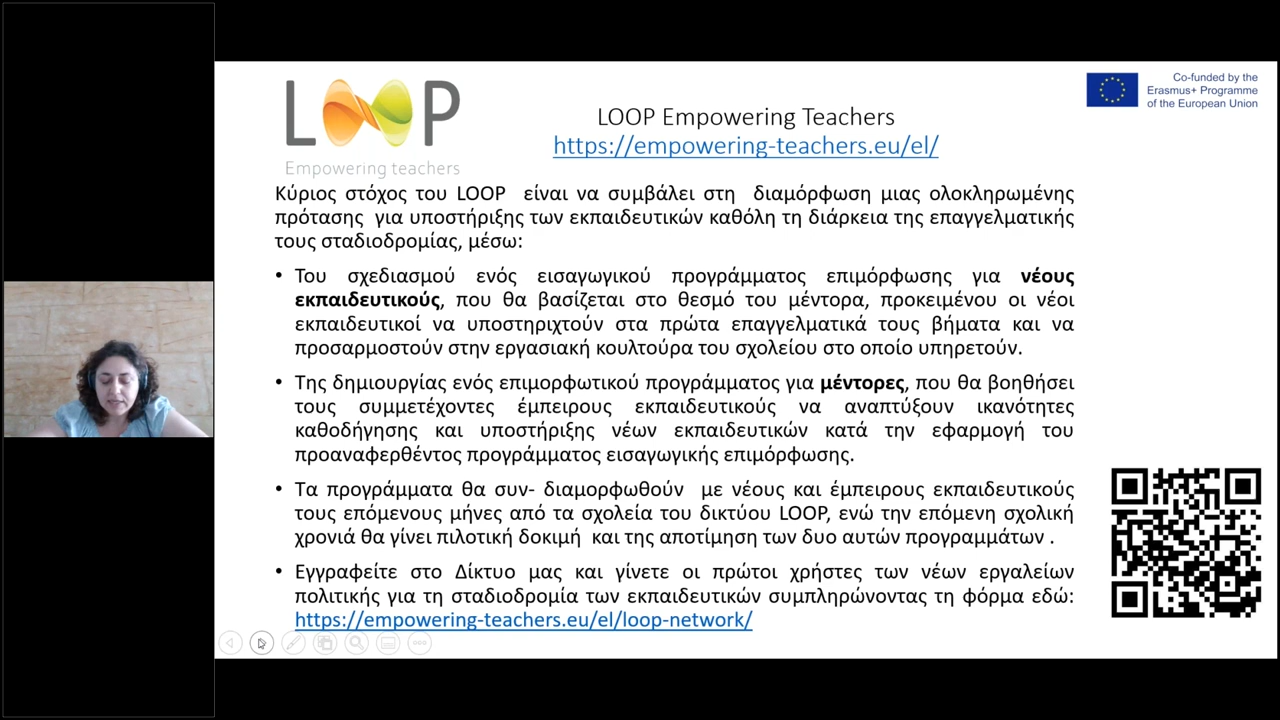 LOOP
Empowering teachers
LOOP Empowering Teachers
https://empowering-teachers.eu/el/
Co-funded by the
Erasmus+ Programme
of the European Union
Κύριος στόχος του LOOP είναι να συμβάλει στη διαμόρφωση μιας ολοκληρωμένης
πρότασης για υποστήριξης των εκπαιδευτικών καθόλη τη διάρκεια της επαγγελματικής
τους σταδιοδρομίας, μέσω:
• Του σχεδιασμού ενός εισαγωγικού προγράμματος επιμόρφωσης για νέους
εκπαιδευτικούς, που θα βασίζεται στο θεσμό του μέντορα, προκειμένου οι νέοι
εκπαιδευτικοί να υποστηριχτούν στα πρώτα επαγγελματικά τους βήματα και να
προσαρμοστούν στην εργασιακή κουλτούρα του σχολείου στο οποίο υπηρετούν.
• Της δημιουργίας ενός επιμορφωτικού προγράμματος για μέντορες, που θα βοηθήσει
τους συμμετέχοντες έμπειρους εκπαιδευτικούς να αναπτύξουν ικανότητες
καθοδήγησης και υποστήριξης νέων εκπαιδευτικών κατά την εφαρμογή του
προαναφερθέντος προγράμματος εισαγωγικής επιμόρφωσης.
• Τα προγράμματα θα συν- διαμορφωθούν με νέους και έμπειρους εκπαιδευτικούς
τους επόμενους μήνες από τα σχολεία του δικτύου LOOP, ενώ την επόμενη σχολική
χρονιά θα γίνει πιλοτική δοκιμή και της αποτίμηση των δυο αυτών προγραμμάτων .
• Εγγραφείτε στο Δίκτυο μας και γίνετε οι πρώτοι χρήστες των νέων εργαλείων
πολιτικής για τη σταδιοδρομία των εκπαιδευτικών συμπληρώνοντας τη φόρμα εδώ:
https://empowering-teachers.eu/el/loop-network/